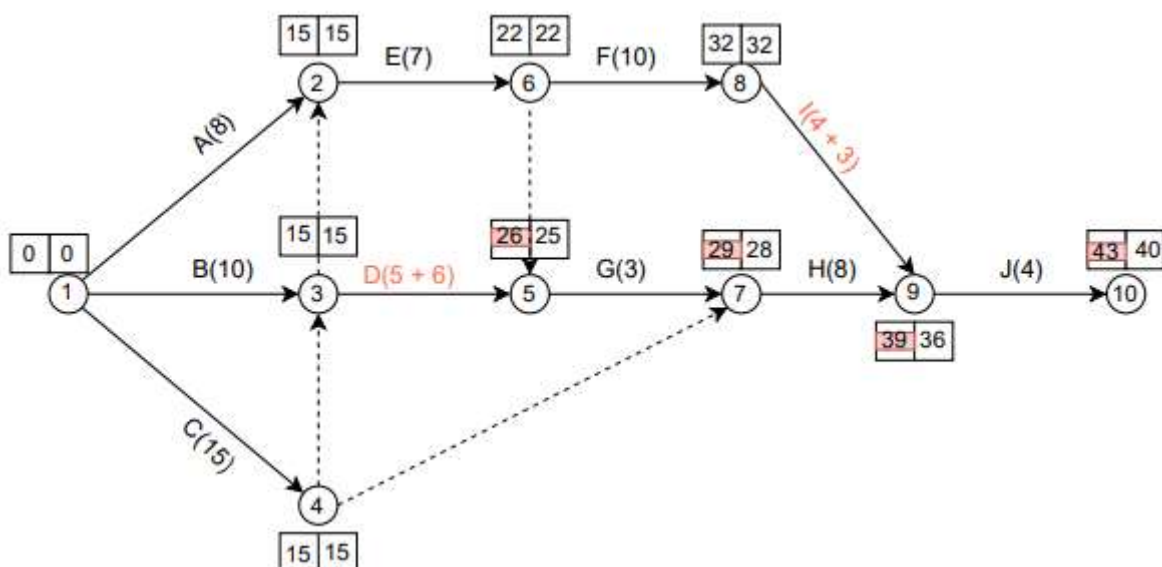 15 15
22 22
32 32
2
E(7)
6
F(10)
8
A(8)
I(4 + 3)
0 0
15 15
26 25
29 28
43 40
1
B(10)
3
D(5 + 6)
5
G(3)
7
H(8)
9
J(4)
10
39 36
C(15)
4
15 15